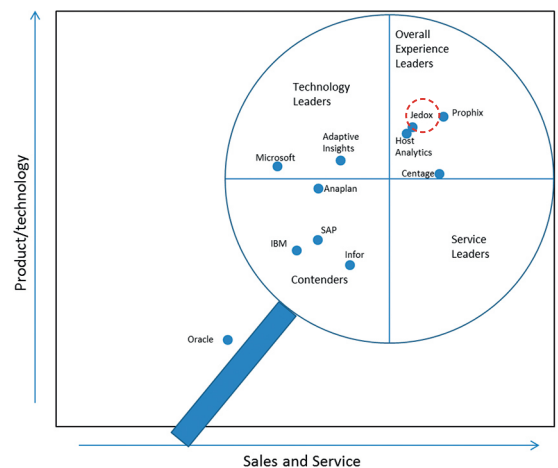 Overall
Experience
Leaders
Technology
Leaders
Jedox
Prophix
Adaptive
Insights
Host
Analytics
Microsoft
Centage
Anaplan
SAP
IBM
Infor
Service
Leaders
Contenders
Oracle
Product/technology
Sales and Service